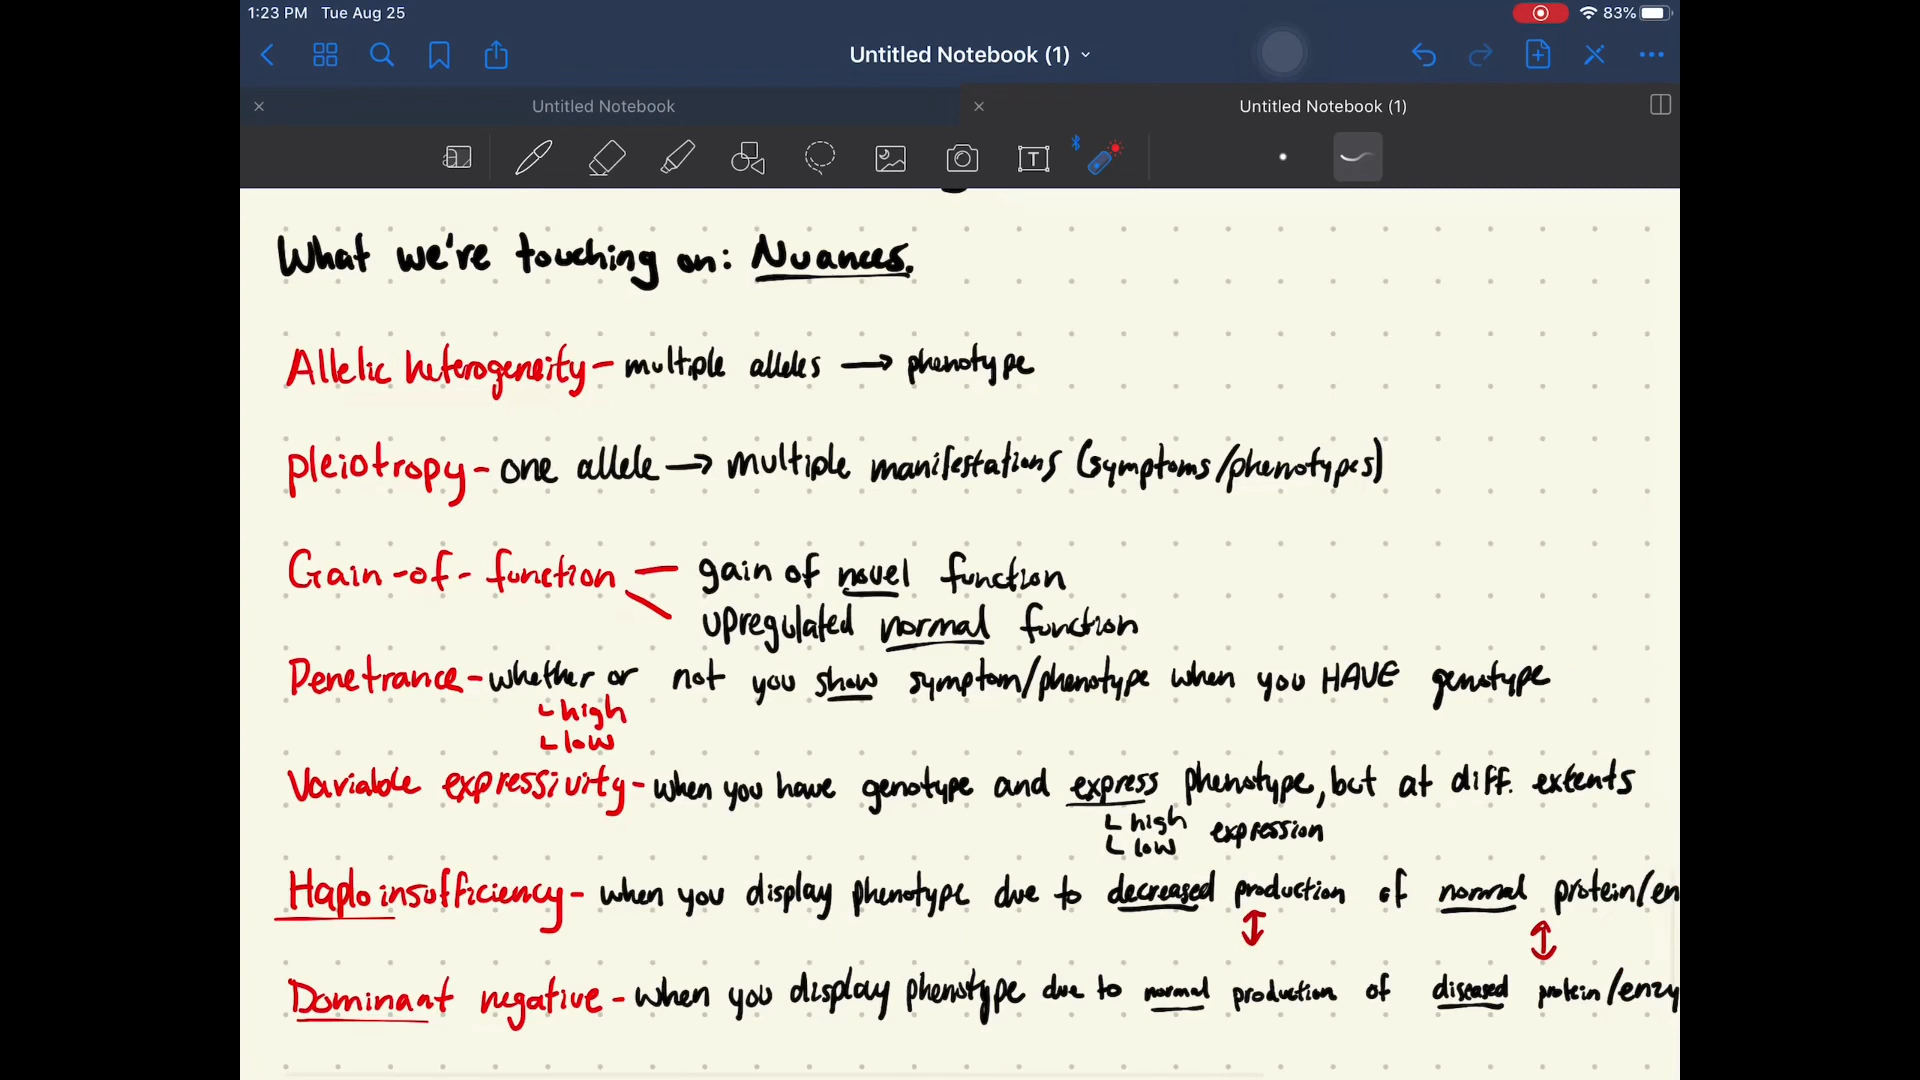 1:23 PM Tue Aug 25
83%
Untitled Notebook (1)
Untitled Notebook
Untitled Notebook (1)
T
What we're touching on: Nuances.
Allelic heterogeneity - multiple alleles → phenotype
pleiotropy - one allele → multiple manifestations (symptoms/phenotypes)
Gain-of-function - gain of novel function
upregulated normal function
Penetrance - whether or not you show symptom/phenotype when you HAVE genotype
high
low
Variable expressivity - when you have genotype and express phenotype, but at diff. extents
high expression
low
Haploinsufficiency - when you display phenotype due to decreased production of normal protein/en
Dominant negative - when you display phenotype due to normal production of diseased protein/enzy